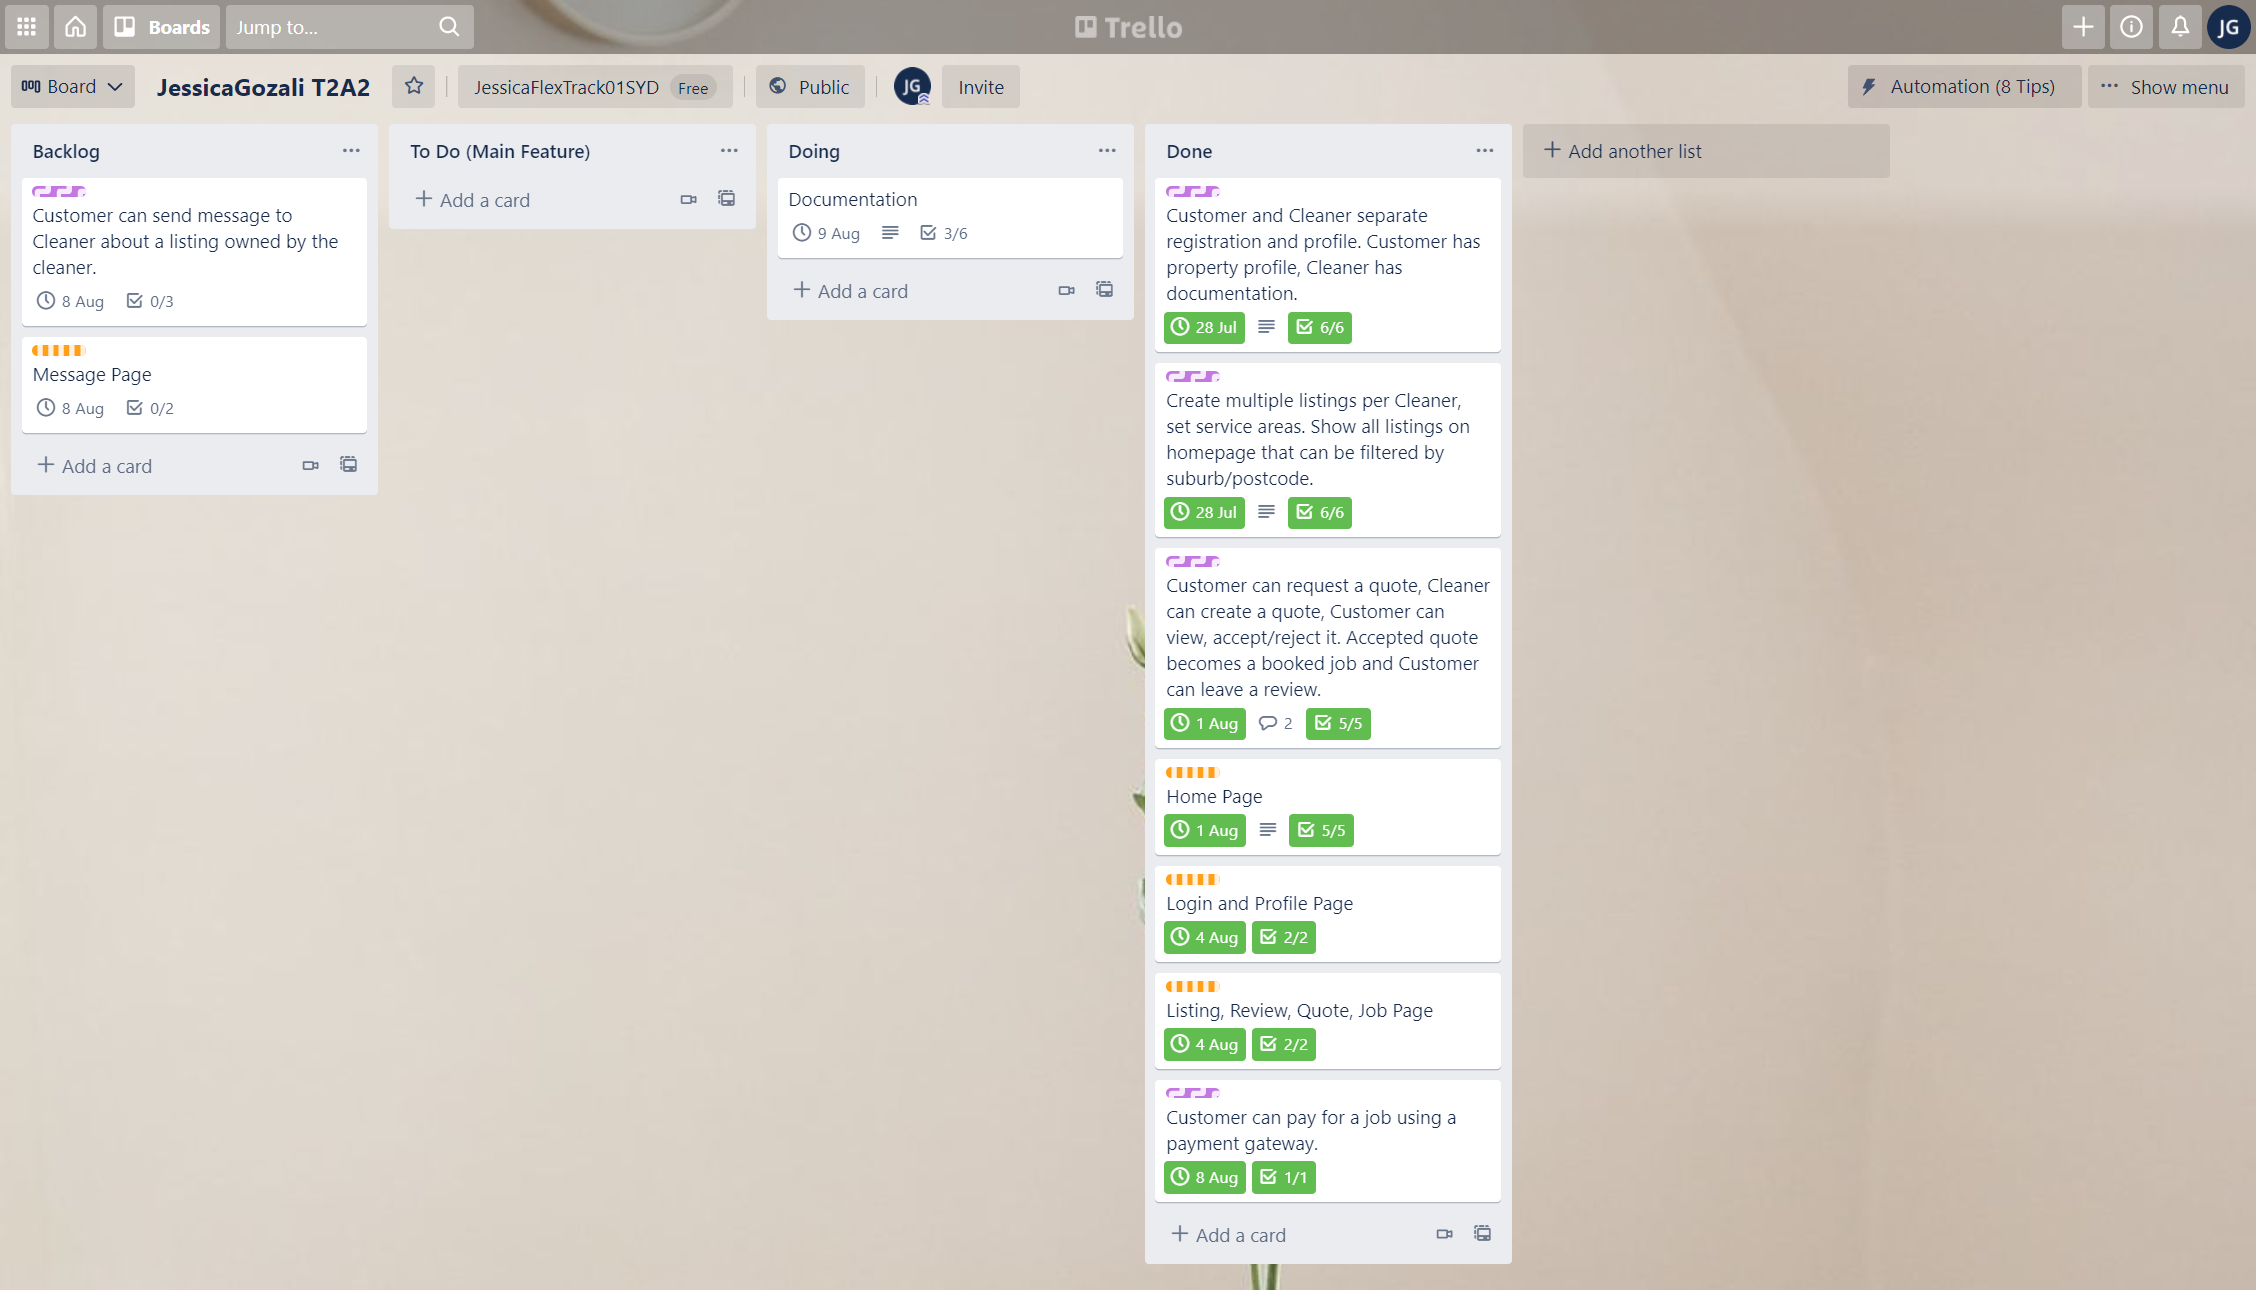 Boards
Jump to...
Trello
JG
Board
JessicaGozali T2A2
JessicaFlexTrack01SYD Free
Public
JG
Invite
Automation (8 Tips)
Show menu
Backlog
Customer can send message to
Cleaner about a listing owned by the
cleaner.
8 Aug 0/3
Message Page
8 Aug 0/2
Add a card
To Do (Main Feature)
Add a card
Doing
Documentation
9 Aug 3/6
Add a card
Done
Customer and Cleaner separate
registration and profile. Customer has
property profile, Cleaner has
documentation.
28 Jul 6/6
Create multiple listings per Cleaner,
set service areas. Show all listings on
homepage that can be filtered by
suburb/postcode.
28 Jul 6/6
Customer can request a quote, Cleaner
can create a quote, Customer can
view, accept/reject it. Accepted quote
becomes a booked job and Customer
can leave a review.
1 Aug 2 5/5
Home Page
1 Aug 5/5
Login and Profile Page
4 Aug 2/2
Listing, Review, Quote, Job Page
4 Aug 2/2
Customer can pay for a job using a
payment gateway.
8 Aug 1/1
Add a card
Add another list